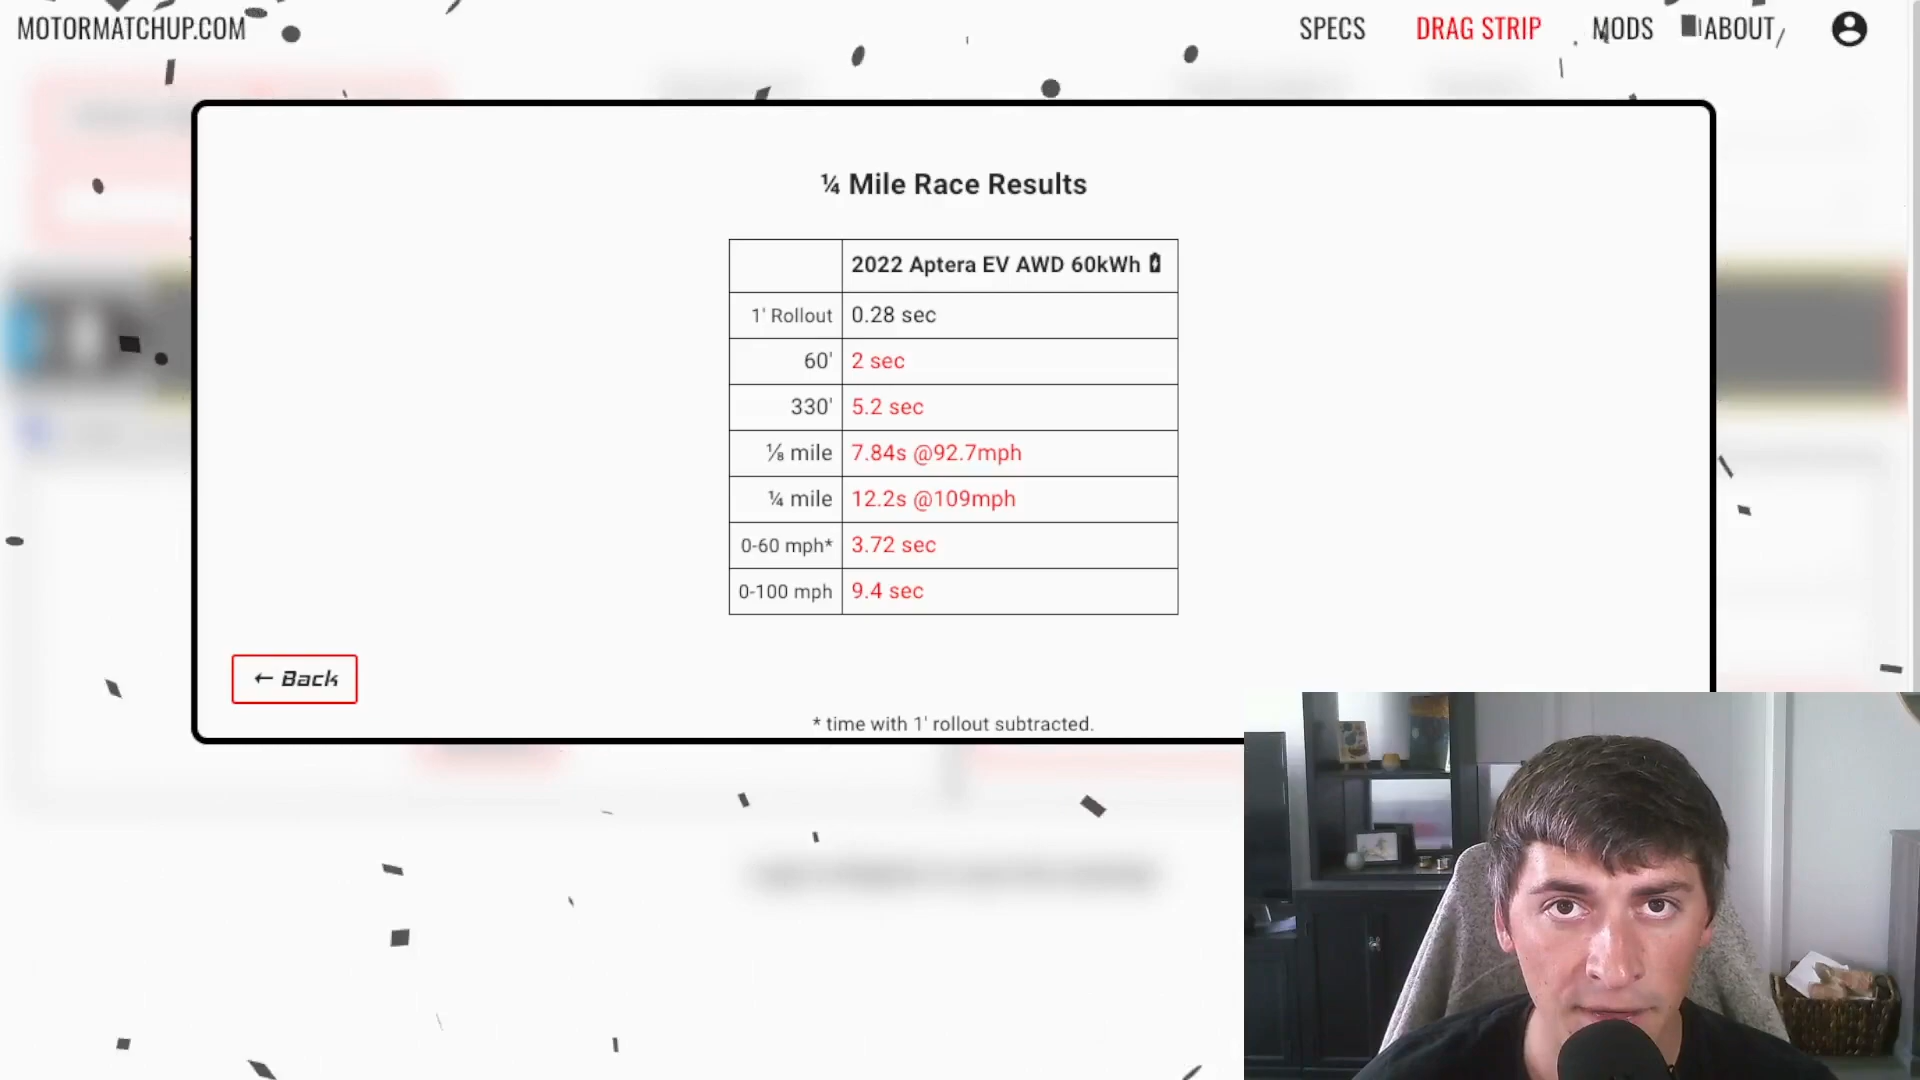 MOTORMATCHUP.COM
SPECS DRAG STRIP MODS ABOUT
¼ Mile Race Results
2022 Aptera EV AWD 60kWh
1' Rollout 0.28 sec
60' 2 sec
330' 5.2 sec
⅛ mile 7.84s @92.7mph
¼ mile 12.2s @109mph
0-60 mph* 3.72 sec
0-100 mph 9.4 sec
← Back
* time with 1' rollout subtracted.